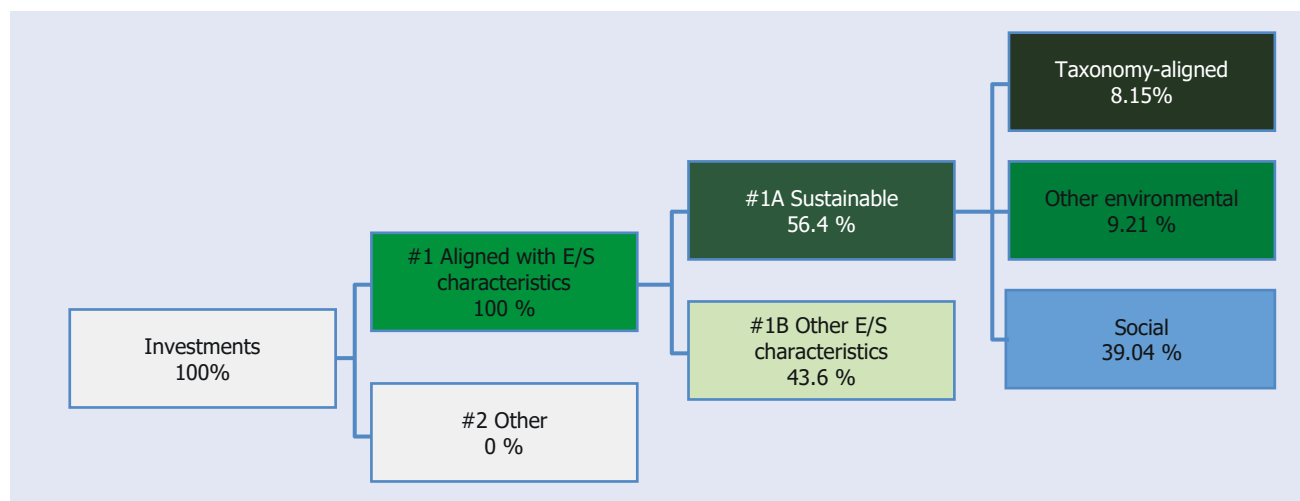 Investments
100%
#1 Aligned with E/S
characteristics
100 %
#2 Other
0 %
#1A Sustainable
56.4 %
#1B Other E/S
characteristics
43.6 %
Taxonomy-aligned
8.15%
Other environmental
9.21 %
Social
39.04 %